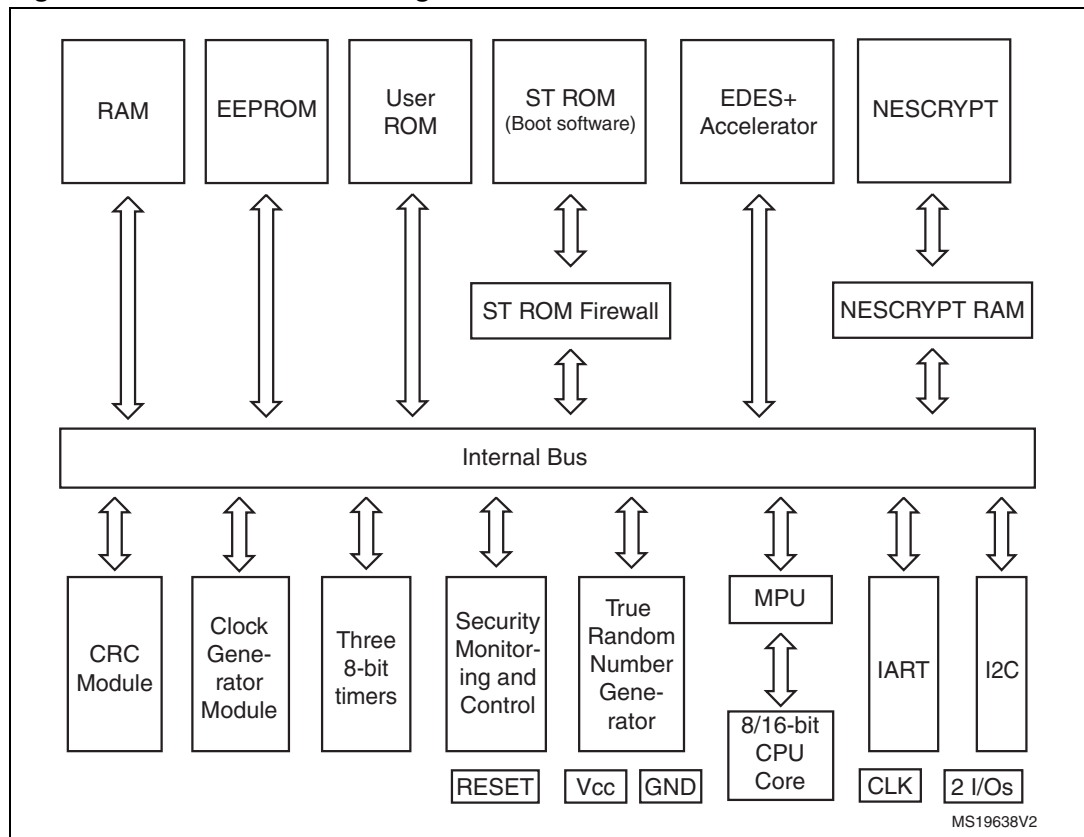 RAM
EEPROM
User
ROM
ST ROM
(Boot software)
EDES+
Accelerator
NESCRYPT
ST ROM Firewall
NESCRYPT RAM
Internal Bus
CRC
Module
Clock
Gene-
rator
Module
Three
8-bit
timers
Security
Monitor-
ing and
Control
True
Random
Number
Gene-
rator
MPU
8/16-bit
CPU
Core
IART
I2C
RESET
Vcc
GND
CLK
2 I/Os
MS19638V2